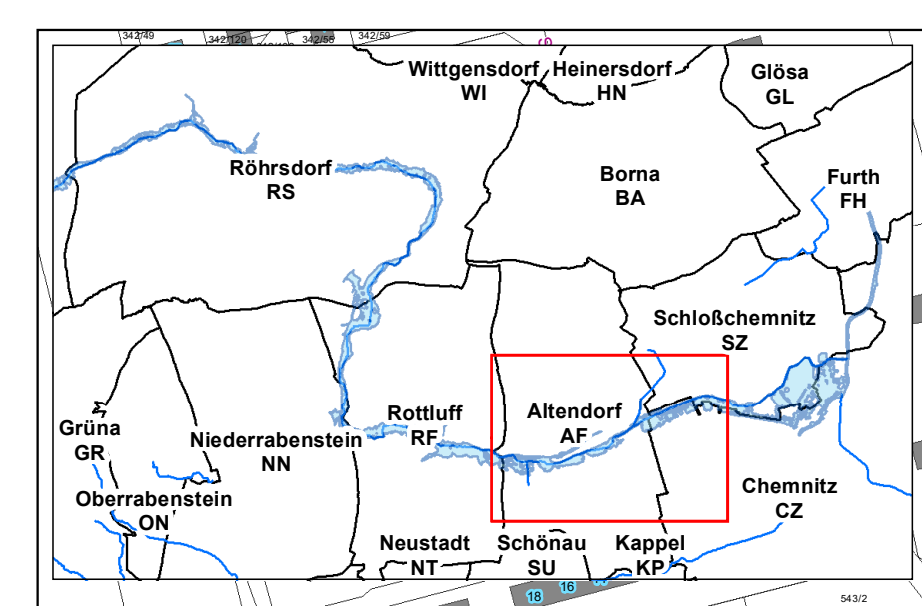 342/49
342/120
342/55
342/59
Wittgensdorf
WI
Heinersdorf
HN
Glösa
GL
Röhrsdorf
RS
Borna
BA
Furth
FH
Schloßchemnitz
SZ
Altendorf
AF
Rottluff
RF
Grüna
GR
Niederrabenstein
NN
Oberrabenstein
ON
Chemnitz
CZ
Neustadt
NT
Schönau
SU
Kappel
KP
18
16
543/2